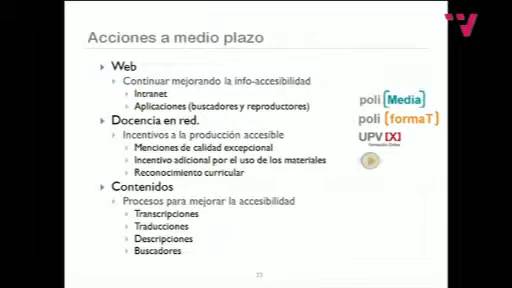 Acciones a medio plazo
Web
Continuar mejorando la info-accesibilidad
Intranet
Aplicaciones (buscadores y reproductores)
Docencia en red.
Incentivos a la producción accesible
Menciones de calidad excepcional
Incentivo adicional por el uso de los materiales
Reconocimiento curricular
Contenidos
Procesos para mejorar la accesibilidad
Transcripciones
Traducciones
Descripciones
Buscadores
poli [Media]
poli [formaT]
UPV[X]
23